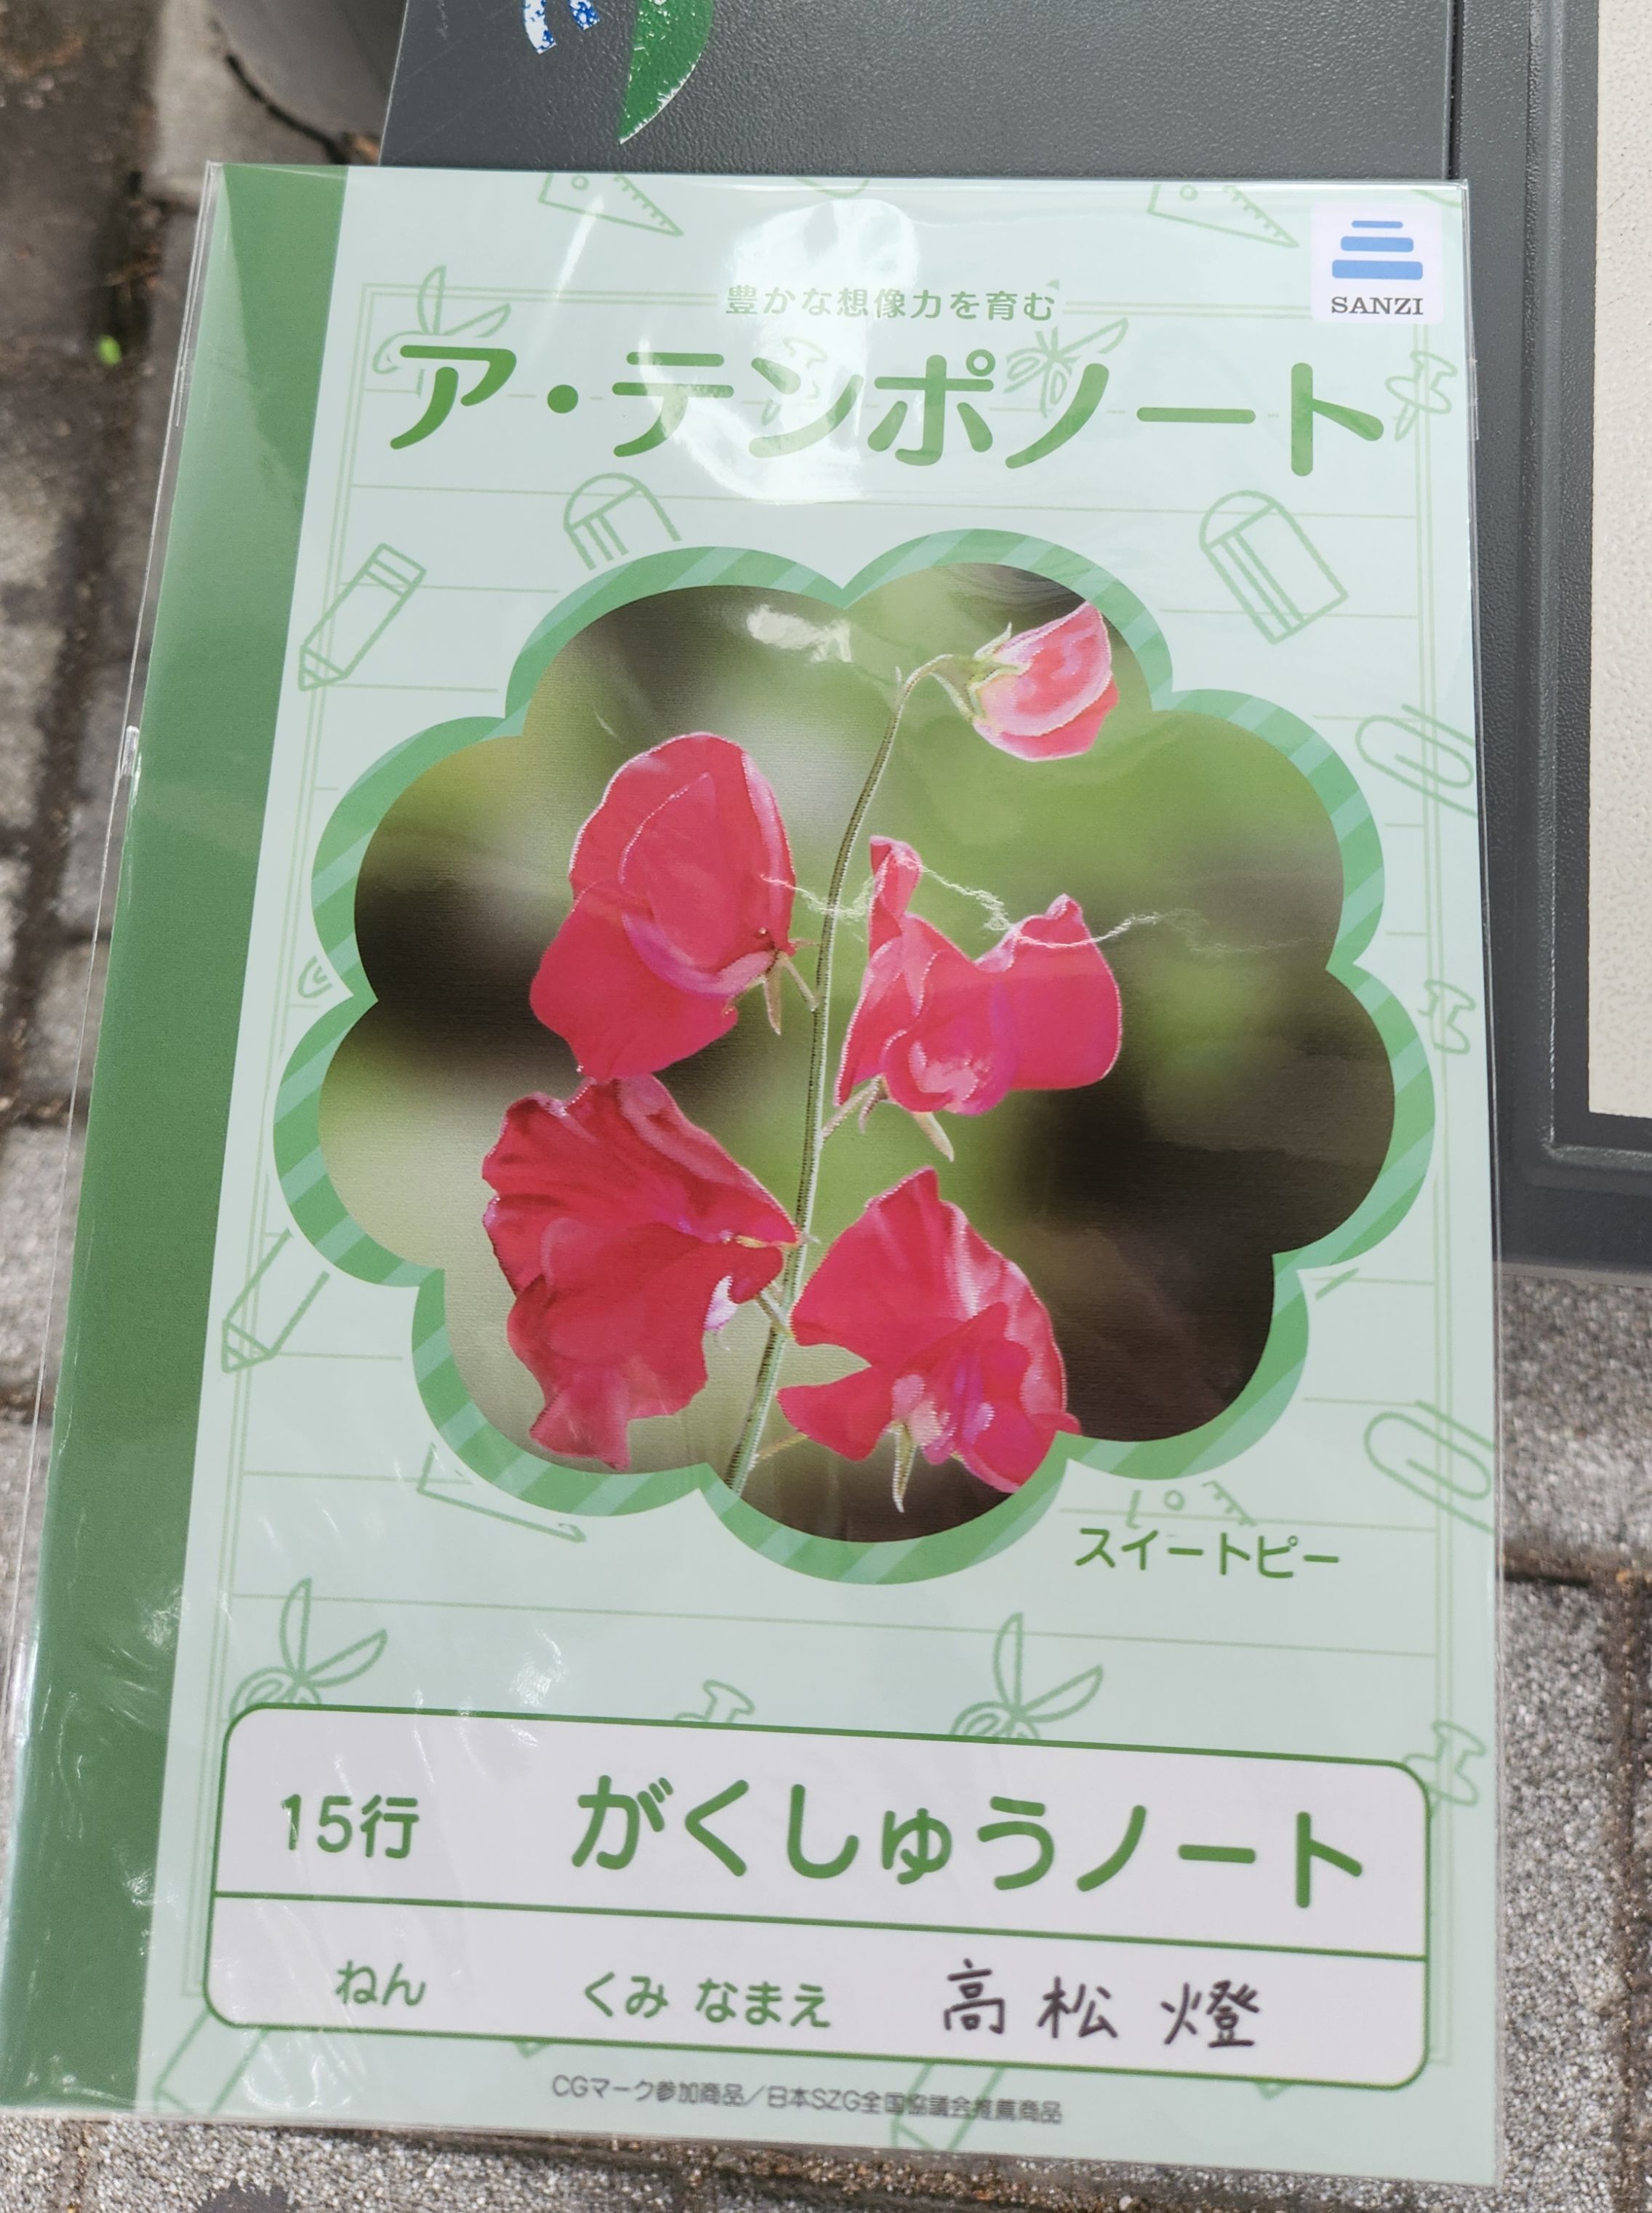 SANZI
豊かな想像力を育む
ア・テンポノート
スイートピー
15行 がくしゅうノート
ねん くみ なまえ 高松 燈
CGマーク参加商品／日本SZG全国協議会推薦商品